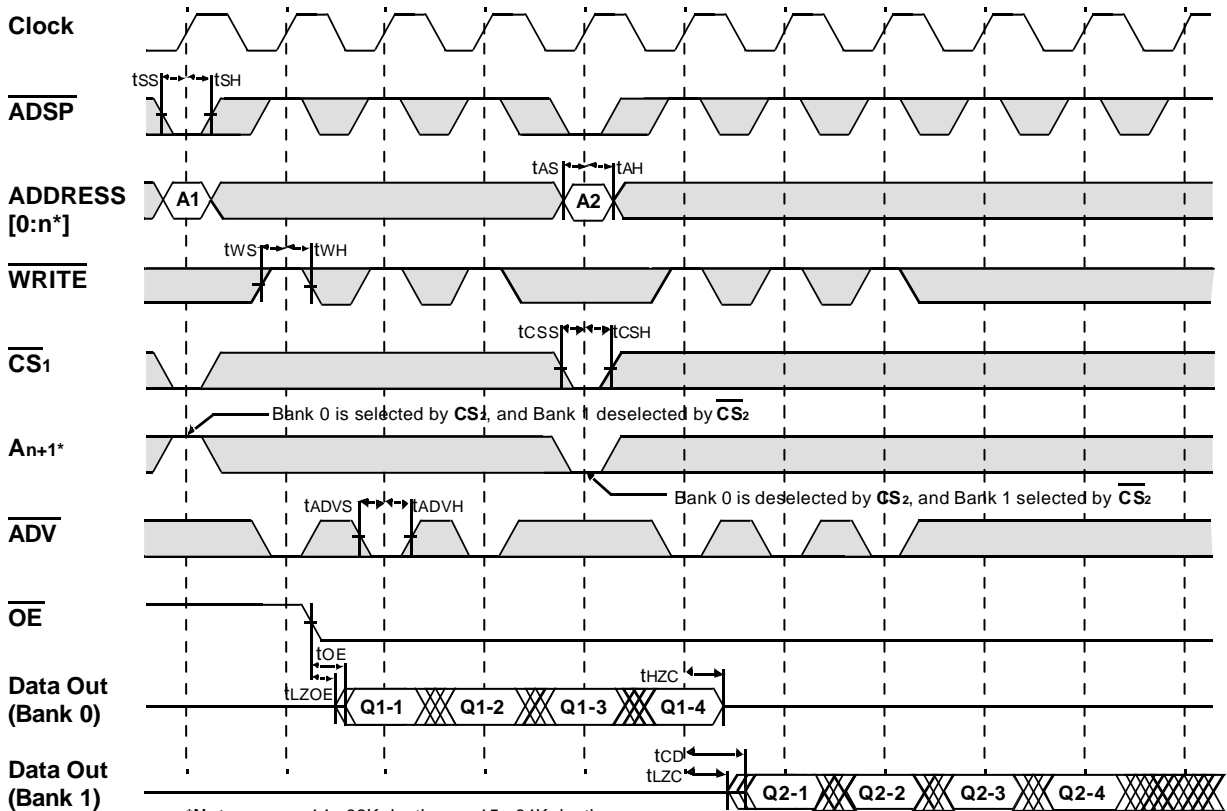 Clock
tSS tSH
ADSP
tAS tAH
ADDRESS
[0:n*]
A1 A2
tWS tWH
WRITE
tCSS tCSH
CS1
Bank 0 is selected by CS2, and Bank 1 deselected by CS2
An+1*
Bank 0 is deselected by CS2, and Bank 1 selected by CS2
tADVS tADVH
ADV
OE
tOE
tLZOE
tHZC
Data Out
(Bank 0)
Q1-1 Q1-2 Q1-3 Q1-4
tCD
tLZC
Data Out
(Bank 1)
Q2-1 Q2-2 Q2-3 Q2-4